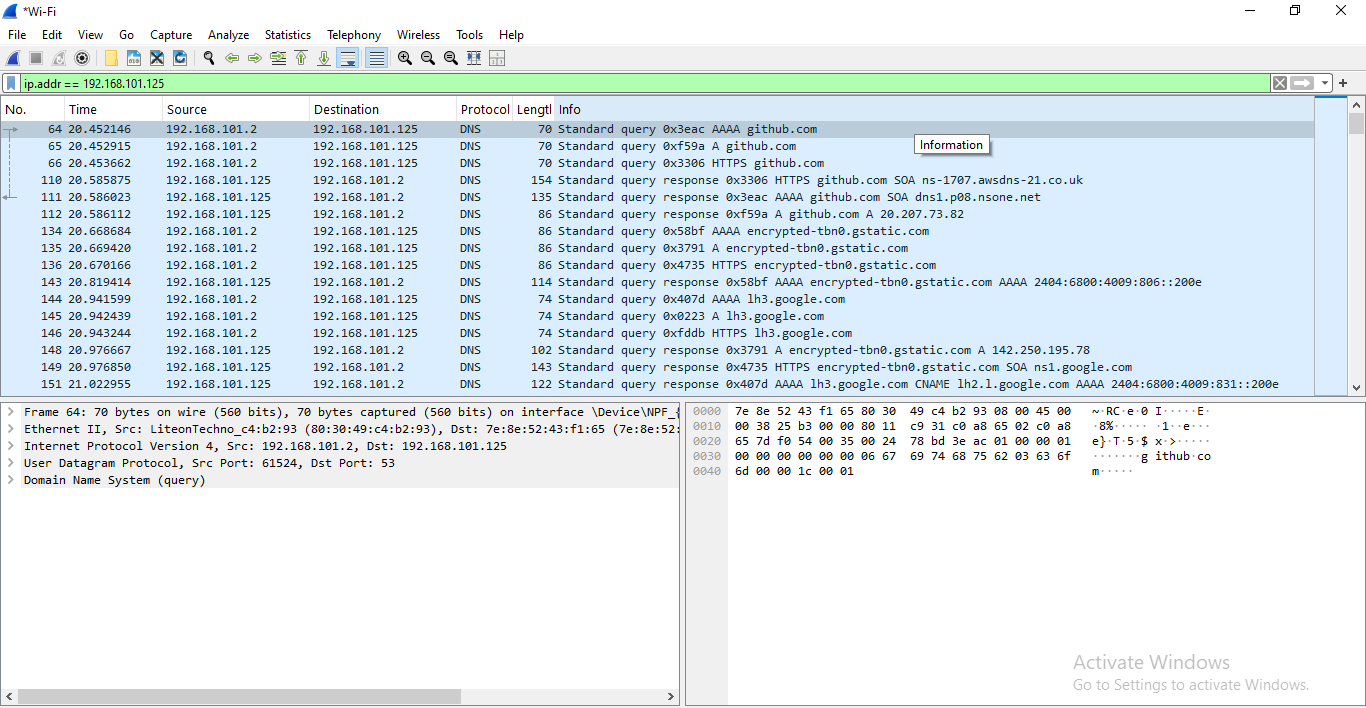 *Wi-Fi
File Edit View Go Capture Analyze Statistics Telephony Wireless Tools Help
ip.addr == 192.168.101.125
No. Time Source Destination Protocol Lengtl Info
64 20.452146 192.168.101.2 192.168.101.125 DNS 70 Standard query 0x3eac AAAA github.com
65 20.452915 192.168.101.2 192.168.101.125 DNS 70 Standard query 0xf59a A github.com
Information
66 20.453662 192.168.101.2 192.168.101.125 DNS 70 Standard query 0x3306 HTTPS github.com
110 20.585875 192.168.101.125 192.168.101.2 DNS 154 Standard query response 0x3306 HTTPS github.com SOA ns-1707.awsdns-21.co.uk
111 20.586023 192.168.101.125 192.168.101.2 DNS 135 Standard query response 0x3eac AAAA github.com SOA dns1.p08.nsone.net
112 20.586112 192.168.101.125 192.168.101.2 DNS 86 Standard query response 0xf59a A github.com A 20.207.73.82
134 20.668684 192.168.101.2 192.168.101.125 DNS 86 Standard query 0x58bf AAAA encrypted-tbn0.gstatic.com
135 20.669420 192.168.101.2 192.168.101.125 DNS 86 Standard query 0x3791 A encrypted-tbn0.gstatic.com
136 20.670166 192.168.101.2 192.168.101.125 DNS 86 Standard query 0x4735 HTTPS encrypted-tbn0.gstatic.com
143 20.819414 192.168.101.125 192.168.101.2 DNS 114 Standard query response 0x58bf AAAA encrypted-tbn0.gstatic.com AAAA 2404:6800:4009:806::200e
144 20.941599 192.168.101.2 192.168.101.125 DNS 74 Standard query 0x407d AAAA lh3.google.com
145 20.942439 192.168.101.2 192.168.101.125 DNS 74 Standard query 0x0223 A lh3.google.com
146 20.943244 192.168.101.2 192.168.101.125 DNS 74 Standard query 0xfddb HTTPS lh3.google.com
148 20.976667 192.168.101.125 192.168.101.2 DNS 102 Standard query response 0x3791 A encrypted-tbn0.gstatic.com A 142.250.195.78
149 20.976850 192.168.101.125 192.168.101.2 DNS 143 Standard query response 0x4735 HTTPS encrypted-tbn0.gstatic.com SOA ns1.google.com
151 21.022955 192.168.101.125 192.168.101.2 DNS 122 Standard query response 0x407d AAAA lh3.google.com CNAME lh2.l.google.com AAAA 2404:6800:4009:831::200e
Frame 64: 70 bytes on wire (560 bits), 70 bytes captured (560 bits) on interface \Device\NPF_{
Ethernet II, Src: LiteonTechno_c4:b2:93 (80:30:49:c4:b2:93), Dst: 7e:8e:52:43:f1:65 (7e:8e:52:
Internet Protocol Version 4, Src: 192.168.101.2, Dst: 192.168.101.125
User Datagram Protocol, Src Port: 61524, Dst Port: 53
Domain Name System (query)
0000 7e 8e 52 43 f1 65 80 30 49 c4 b2 93 08 00 45 00 ~·RC·e·0 I·····E·
0010 00 38 25 b3 00 00 80 11 c9 31 c0 a8 65 02 c0 a8 ·8%····· ·1··e···
0020 65 7d f0 54 00 35 00 24 78 bd 3e ac 01 00 00 01 e}·T·5·$ x·>·····
0030 00 00 00 00 00 00 06 67 69 74 68 75 62 03 63 6f ·······g ithub·co
0040 6d 00 00 1c 00 01 m·····
Activate Windows
Go to Settings to activate Windows.